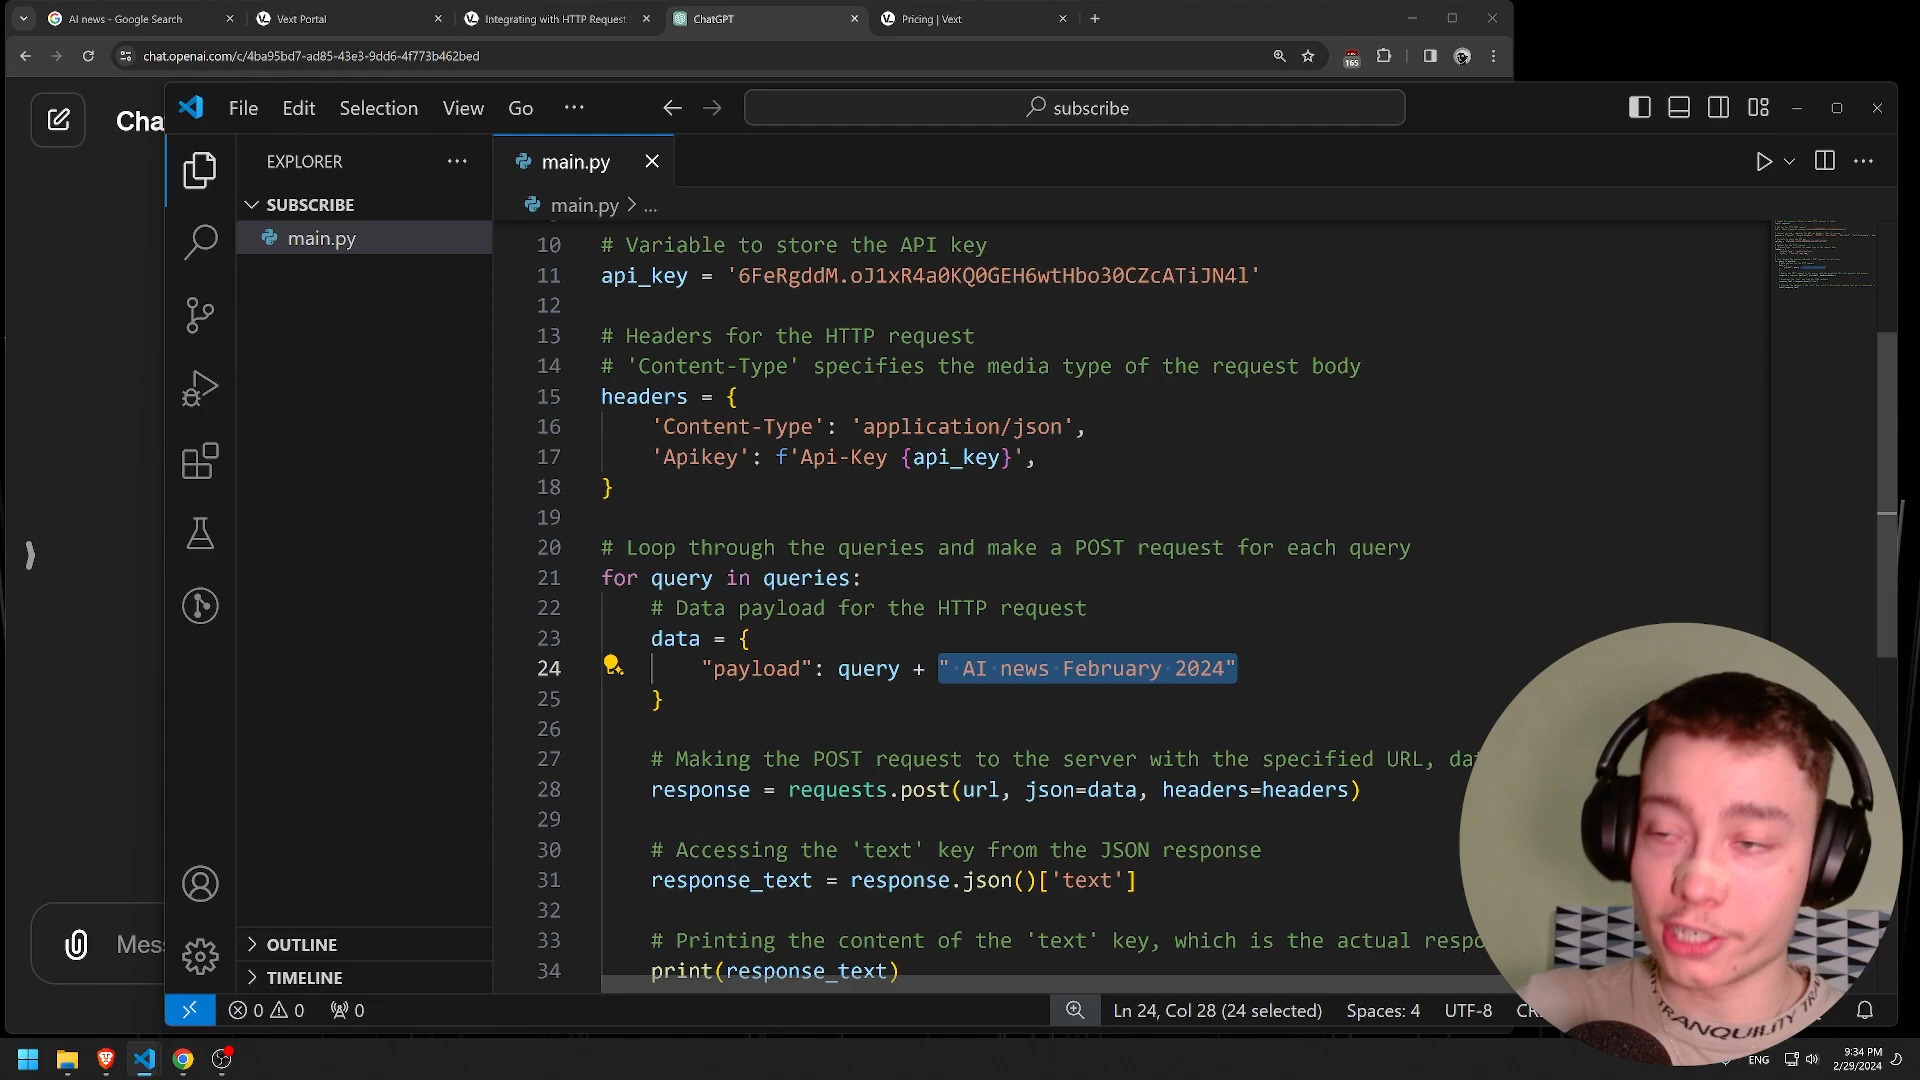 AI news - Google Search
Vext Portal
Integrating with HTTP Request
ChatGPT
Pricing | Vext
chat.openai.com/c/4ba95bd7-ad85-43e3-9dd6-4f773b462bed
165
Cha
File Edit Selection View Go ···
subscribe
EXPLORER
SUBSCRIBE
main.py
OUTLINE
TIMELINE
main.py
main.py > ...
10 # Variable to store the API key
11 api_key = '6FeRgddM.oJ1xR4a0KQ0GEH6wtHbo30CZcATiJN4l'
12
13 # Headers for the HTTP request
14 # 'Content-Type' specifies the media type of the request body
15 headers = {
16 'Content-Type': 'application/json',
17 'Apikey': f'Api-Key {api_key}',
18 }
19
20 # Loop through the queries and make a POST request for each query
21 for query in queries:
22 # Data payload for the HTTP request
23 data = {
24 "payload": query + " AI news February 2024"
25 }
26
27 # Making the POST request to the server with the specified URL, da
28 response = requests.post(url, json=data, headers=headers)
29
30 # Accessing the 'text' key from the JSON response
31 response_text = response.json()['text']
32
33 # Printing the content of the 'text' key, which is the actual respo
34 print(response_text)
Mes
0 0 0
Ln 24, Col 28 (24 selected) Spaces: 4 UTF-8 CR
TRANQUILITY TRA
ENG
9:34 PM
2/29/2024